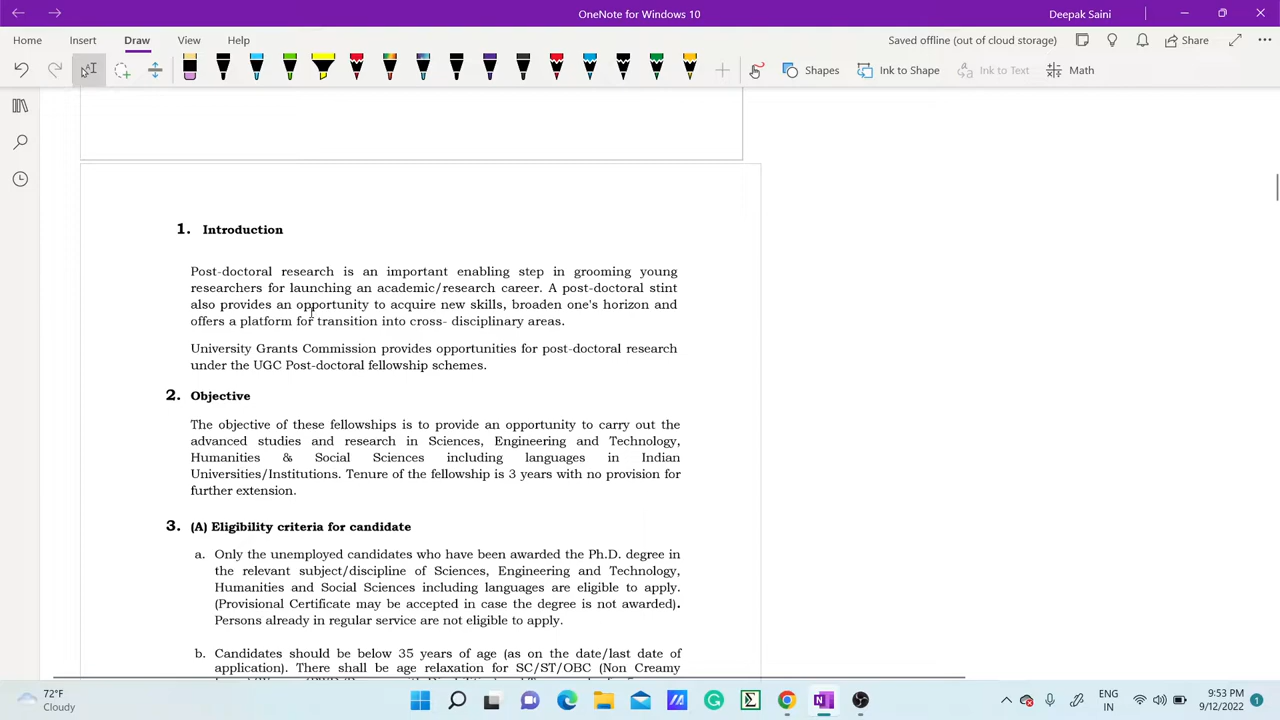 OneNote for Windows 10
Deepak Saini
Home Insert Draw View Help
Saved offline (out of cloud storage)
Share
Shapes
Ink to Shape
Ink to Text
Math
1. Introduction
Post-doctoral research is an important enabling step in grooming young
researchers for launching an academic/research career. A post-doctoral stint
also provides an opportunity to acquire new skills, broaden one's horizon and
offers a platform for transition into cross- disciplinary areas.
University Grants Commission provides opportunities for post-doctoral research
under the UGC Post-doctoral fellowship schemes.
2. Objective
The objective of these fellowships is to provide an opportunity to carry out the
advanced studies and research in Sciences, Engineering and Technology,
Humanities & Social Sciences including languages in Indian
Universities/Institutions. Tenure of the fellowship is 3 years with no provision for
further extension.
3. (A) Eligibility criteria for candidate
a. Only the unemployed candidates who have been awarded the Ph.D. degree in
the relevant subject/discipline of Sciences, Engineering and Technology,
Humanities and Social Sciences including languages are eligible to apply.
(Provisional Certificate may be accepted in case the degree is not awarded).
Persons already in regular service are not eligible to apply.
b. Candidates should be below 35 years of age (as on the date/last date of
application). There shall be age relaxation for SC/ST/OBC (Non Creamy
72°F
Cloudy
ENG
IN
9:53 PM
9/12/2022
1